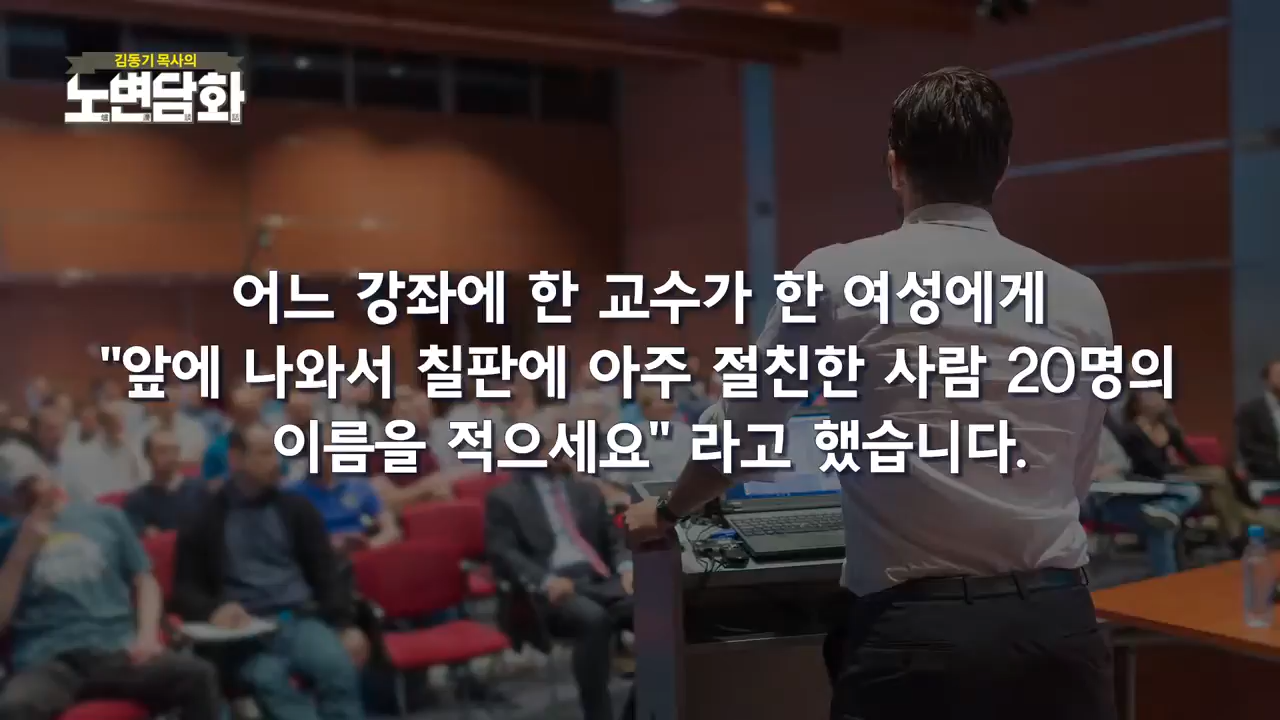 김동기 목사의
노변담화
어느 강좌에 한 교수가 한 여성에게
"앞에 나와서 칠판에 아주 절친한 사람 20명의
이름을 적으세요" 라고 했습니다.